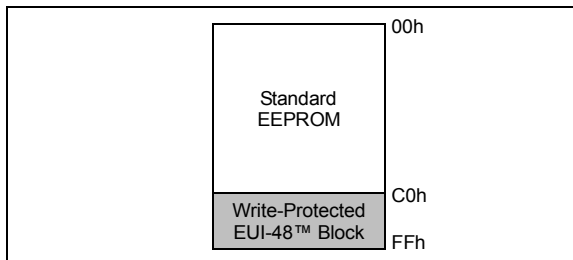 00h
Standard
EEPROM
C0h
Write-Protected
EUI-48™ Block
FFh